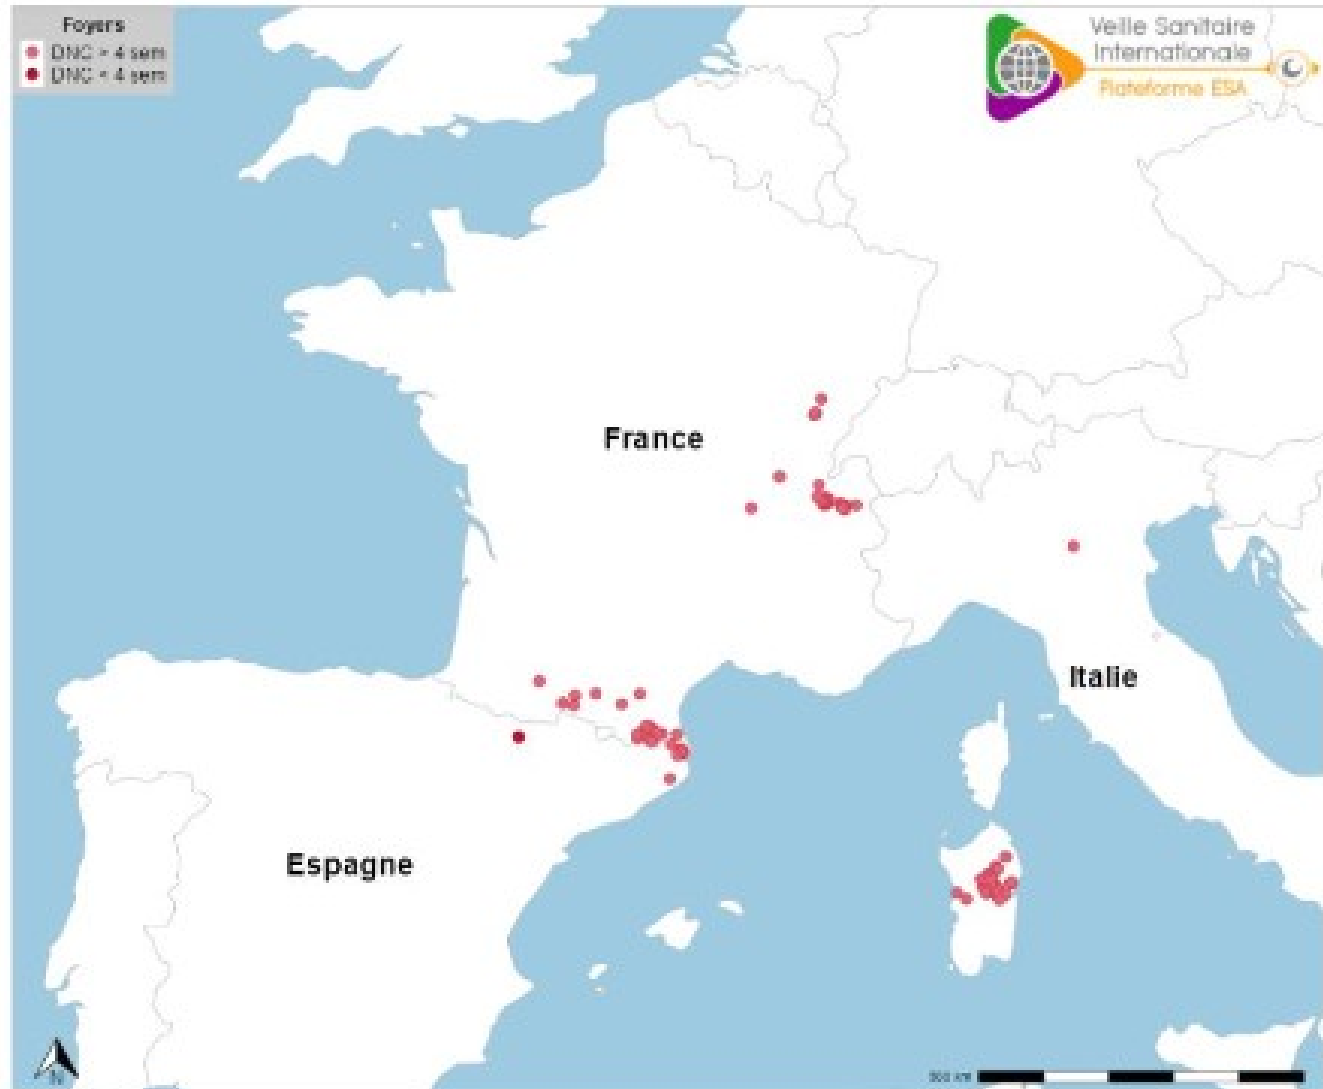 Foyers
DNC > 4 sem
DNC < 4 sem
Veille Sanitaire
Internationale
Plateforme ESA
France
Italie
Espagne
N